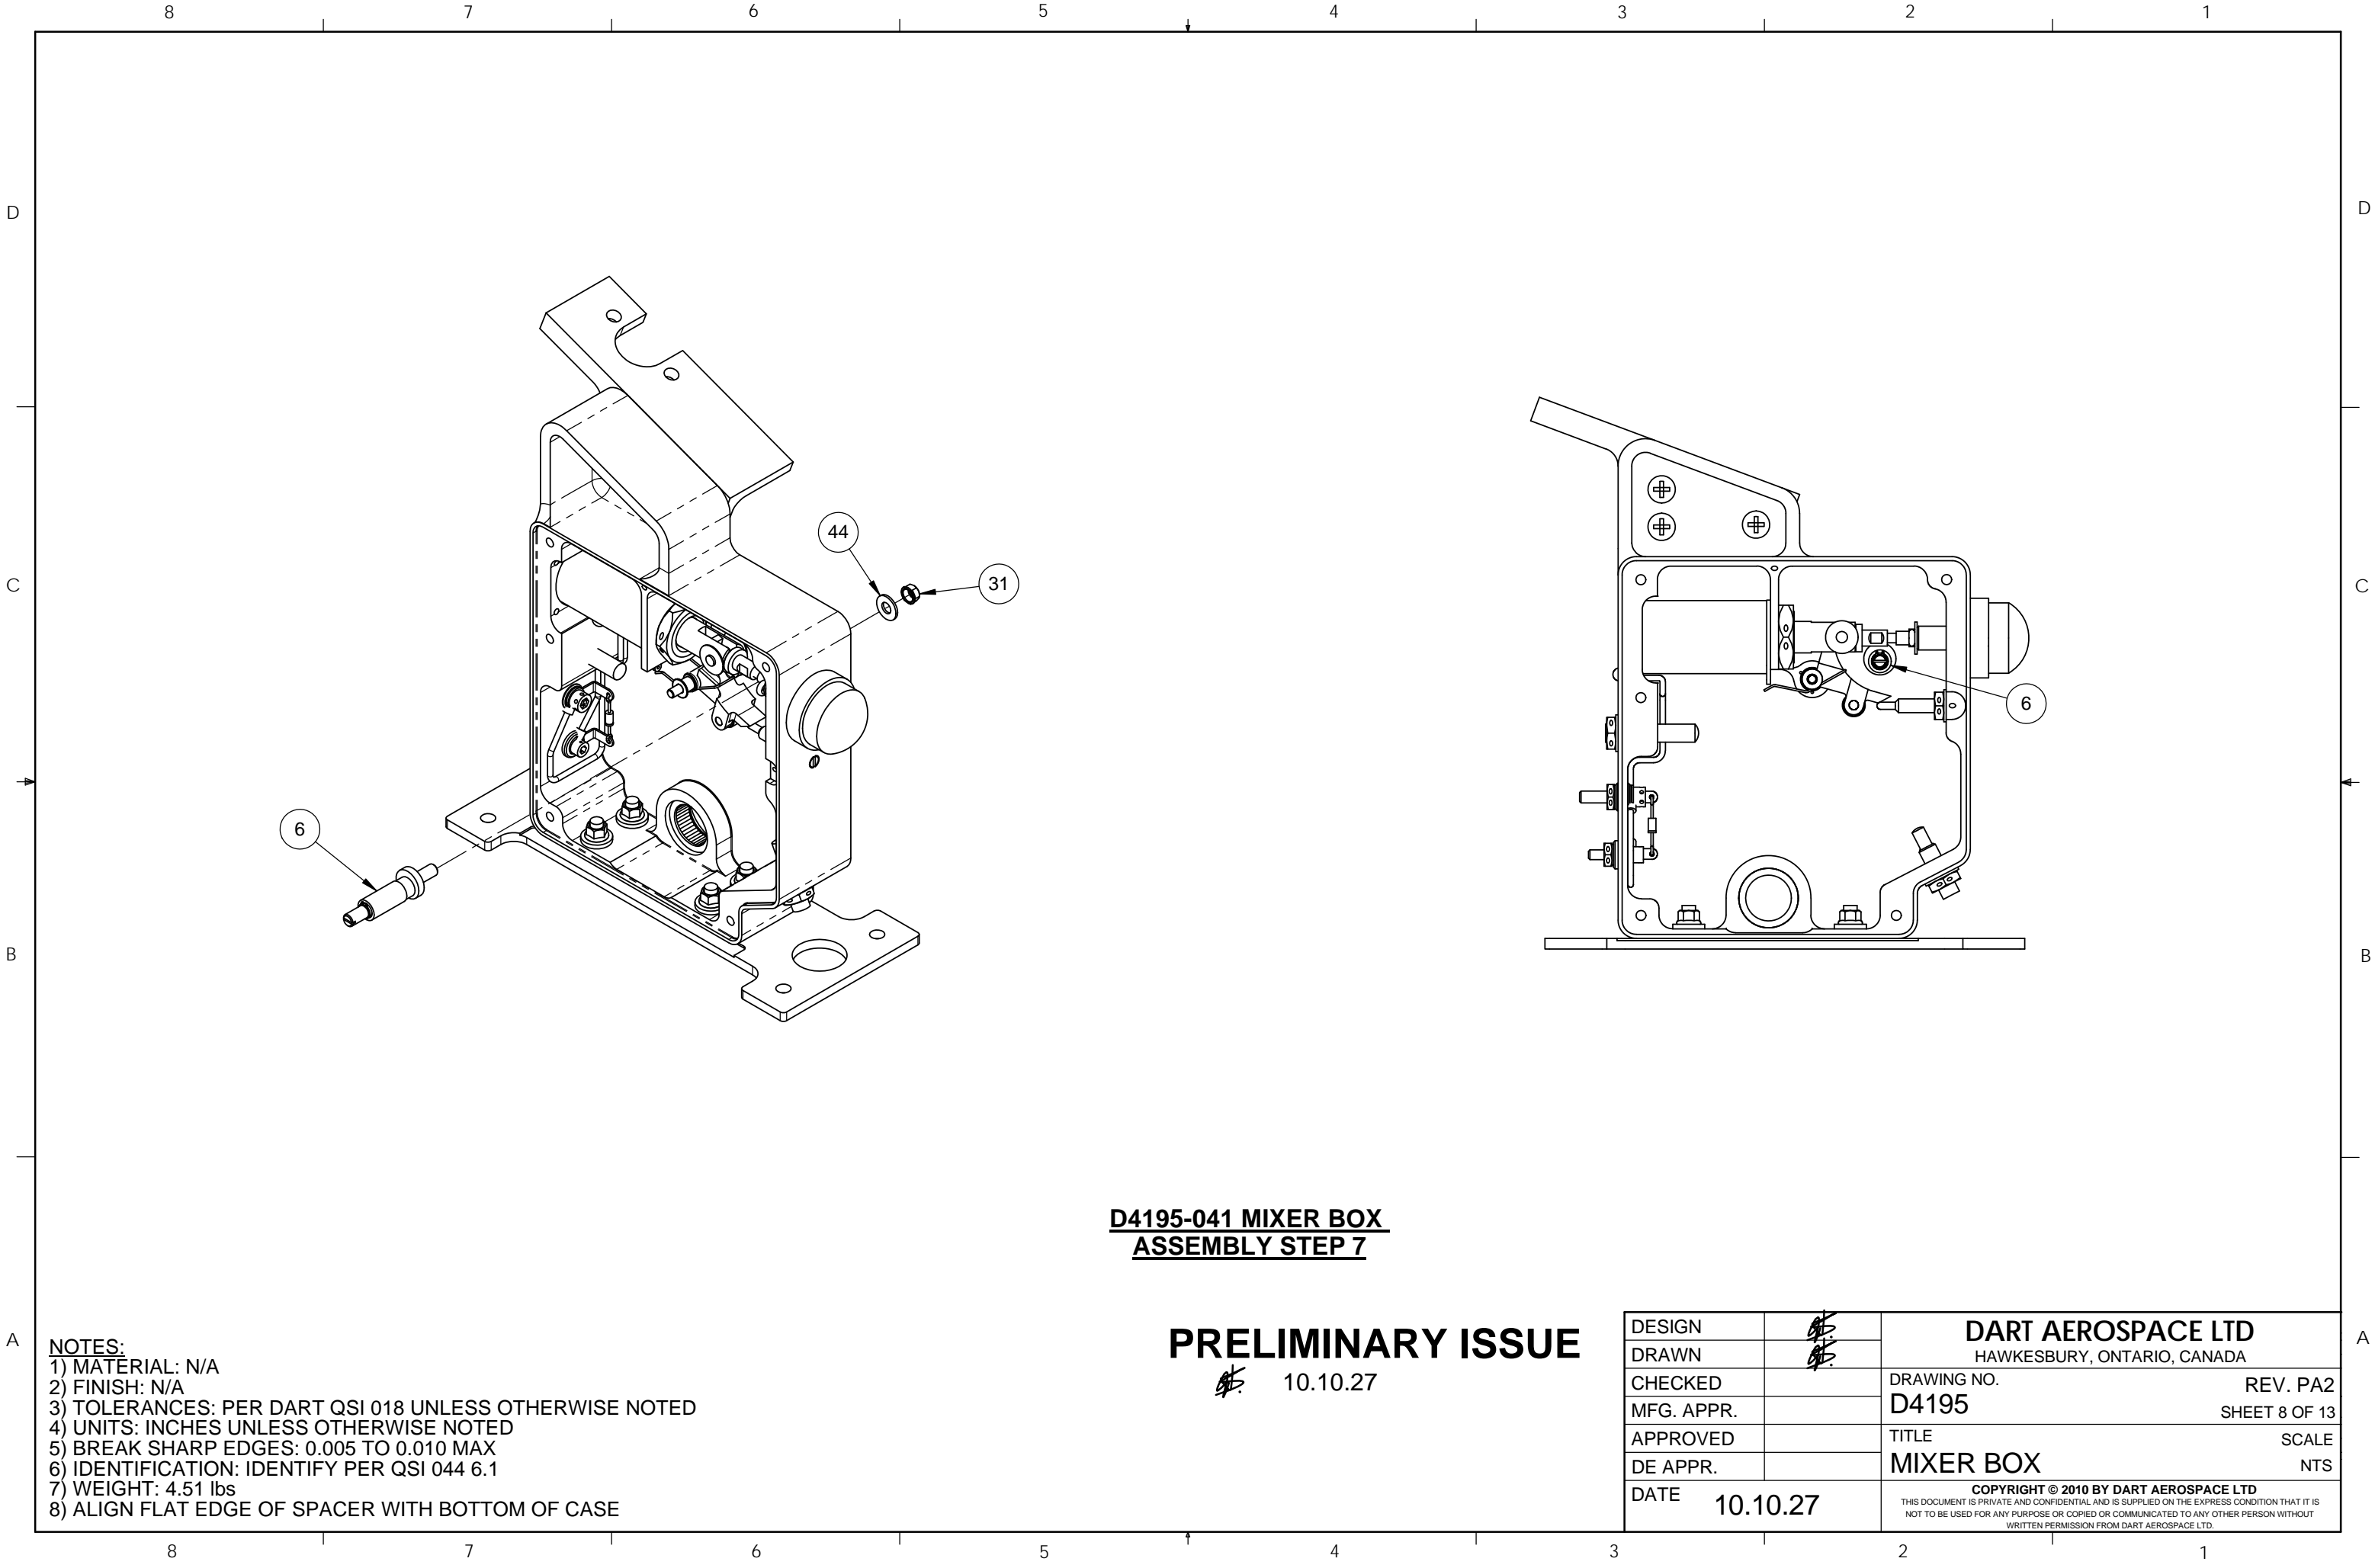 8 7 6 5 4 3 2 1
D D
44
31
C C
6
6
B B
D4195-041 MIXER BOX
ASSEMBLY STEP 7
A A
NOTES:
1) MATERIAL: N/A
2) FINISH: N/A
3) TOLERANCES: PER DART QSI 018 UNLESS OTHERWISE NOTED
4) UNITS: INCHES UNLESS OTHERWISE NOTED
5) BREAK SHARP EDGES: 0.005 TO 0.010 MAX
6) IDENTIFICATION: IDENTIFY PER QSI 044 6.1
7) WEIGHT: 4.51 lbs
8) ALIGN FLAT EDGE OF SPACER WITH BOTTOM OF CASE
PRELIMINARY ISSUE
10.10.27
DESIGN
DRAWN
CHECKED
MFG. APPR.
APPROVED
DE APPR.
DATE 10.10.27
DART AEROSPACE LTD
HAWKESBURY, ONTARIO, CANADA
DRAWING NO. REV. PA2
D4195 SHEET 8 OF 13
TITLE SCALE
MIXER BOX NTS
COPYRIGHT © 2010 BY DART AEROSPACE LTD
THIS DOCUMENT IS PRIVATE AND CONFIDENTIAL AND IS SUPPLIED ON THE EXPRESS CONDITION THAT IT IS
NOT TO BE USED FOR ANY PURPOSE OR COPIED OR COMMUNICATED TO ANY OTHER PERSON WITHOUT
WRITTEN PERMISSION FROM DART AEROSPACE LTD.
8 7 6 5 4 3 2 1